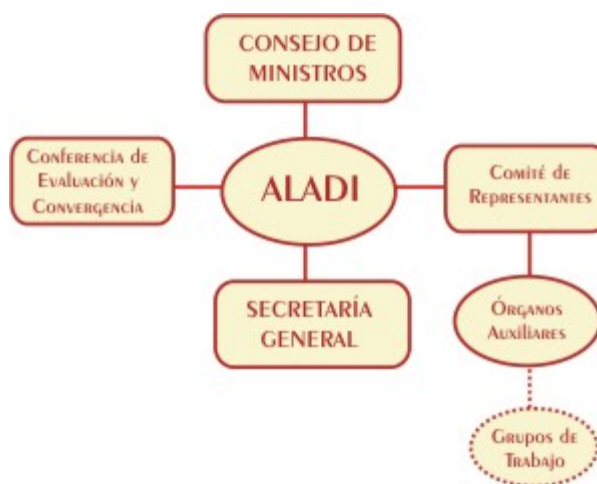 CONSEJO DE
MINISTROS
Conferencia de
Evaluación y
Convergencia
ALADI
Comité de
Representantes
SECRETARÍA
GENERAL
Órganos
Auxiliares
Grupos de
Trabajo